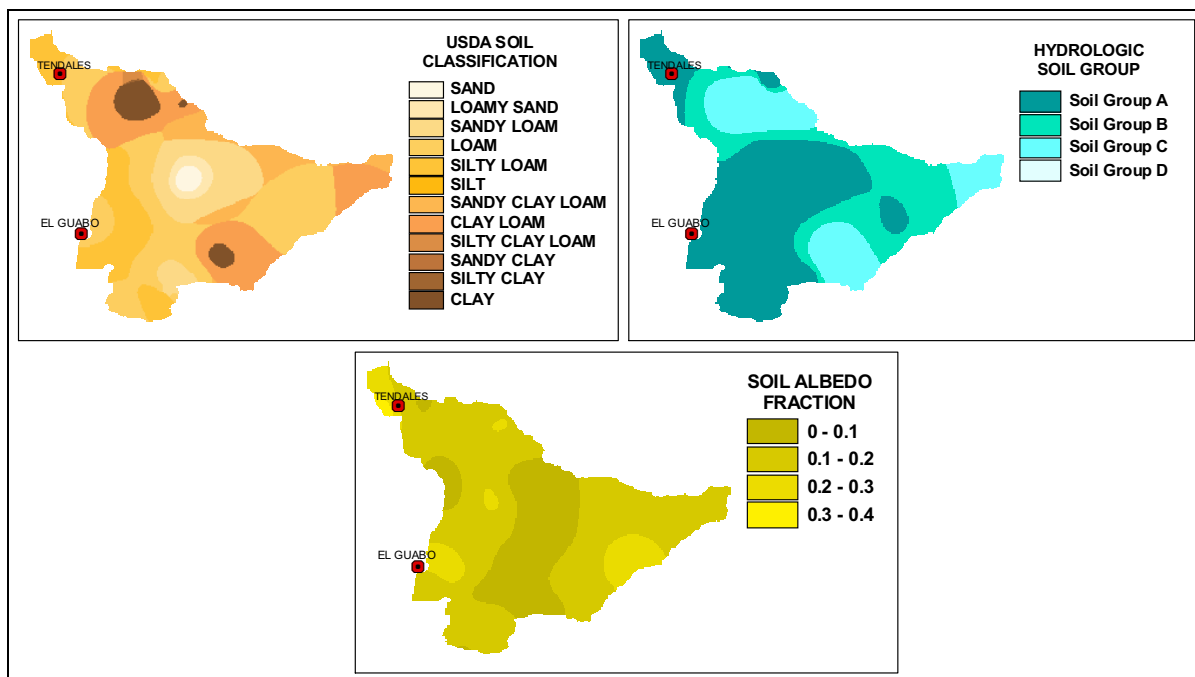 USDA SOIL
CLASSIFICATION
TENDALES
EL GUABO
SAND
LOAMY SAND
SANDY LOAM
LOAM
SILTY LOAM
SILT
SANDY CLAY LOAM
CLAY LOAM
SILTY CLAY LOAM
SANDY CLAY
SILTY CLAY
CLAY
HYDROLOGIC
SOIL GROUP
TENDALES
EL GUABO
Soil Group A
Soil Group B
Soil Group C
Soil Group D
SOIL ALBEDO
FRACTION
TENDALES
EL GUABO
0 - 0.1
0.1 - 0.2
0.2 - 0.3
0.3 - 0.4